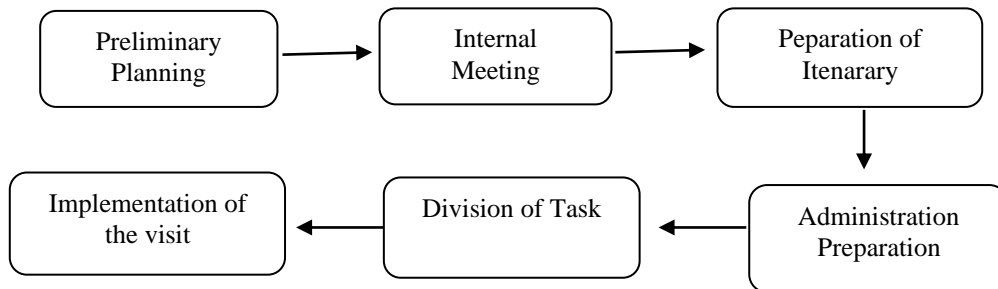 Preliminary
Planning
Internal
Meeting
Peparation of
Itenarary
Administration
Preparation
Division of Task
Implementation of
the visit